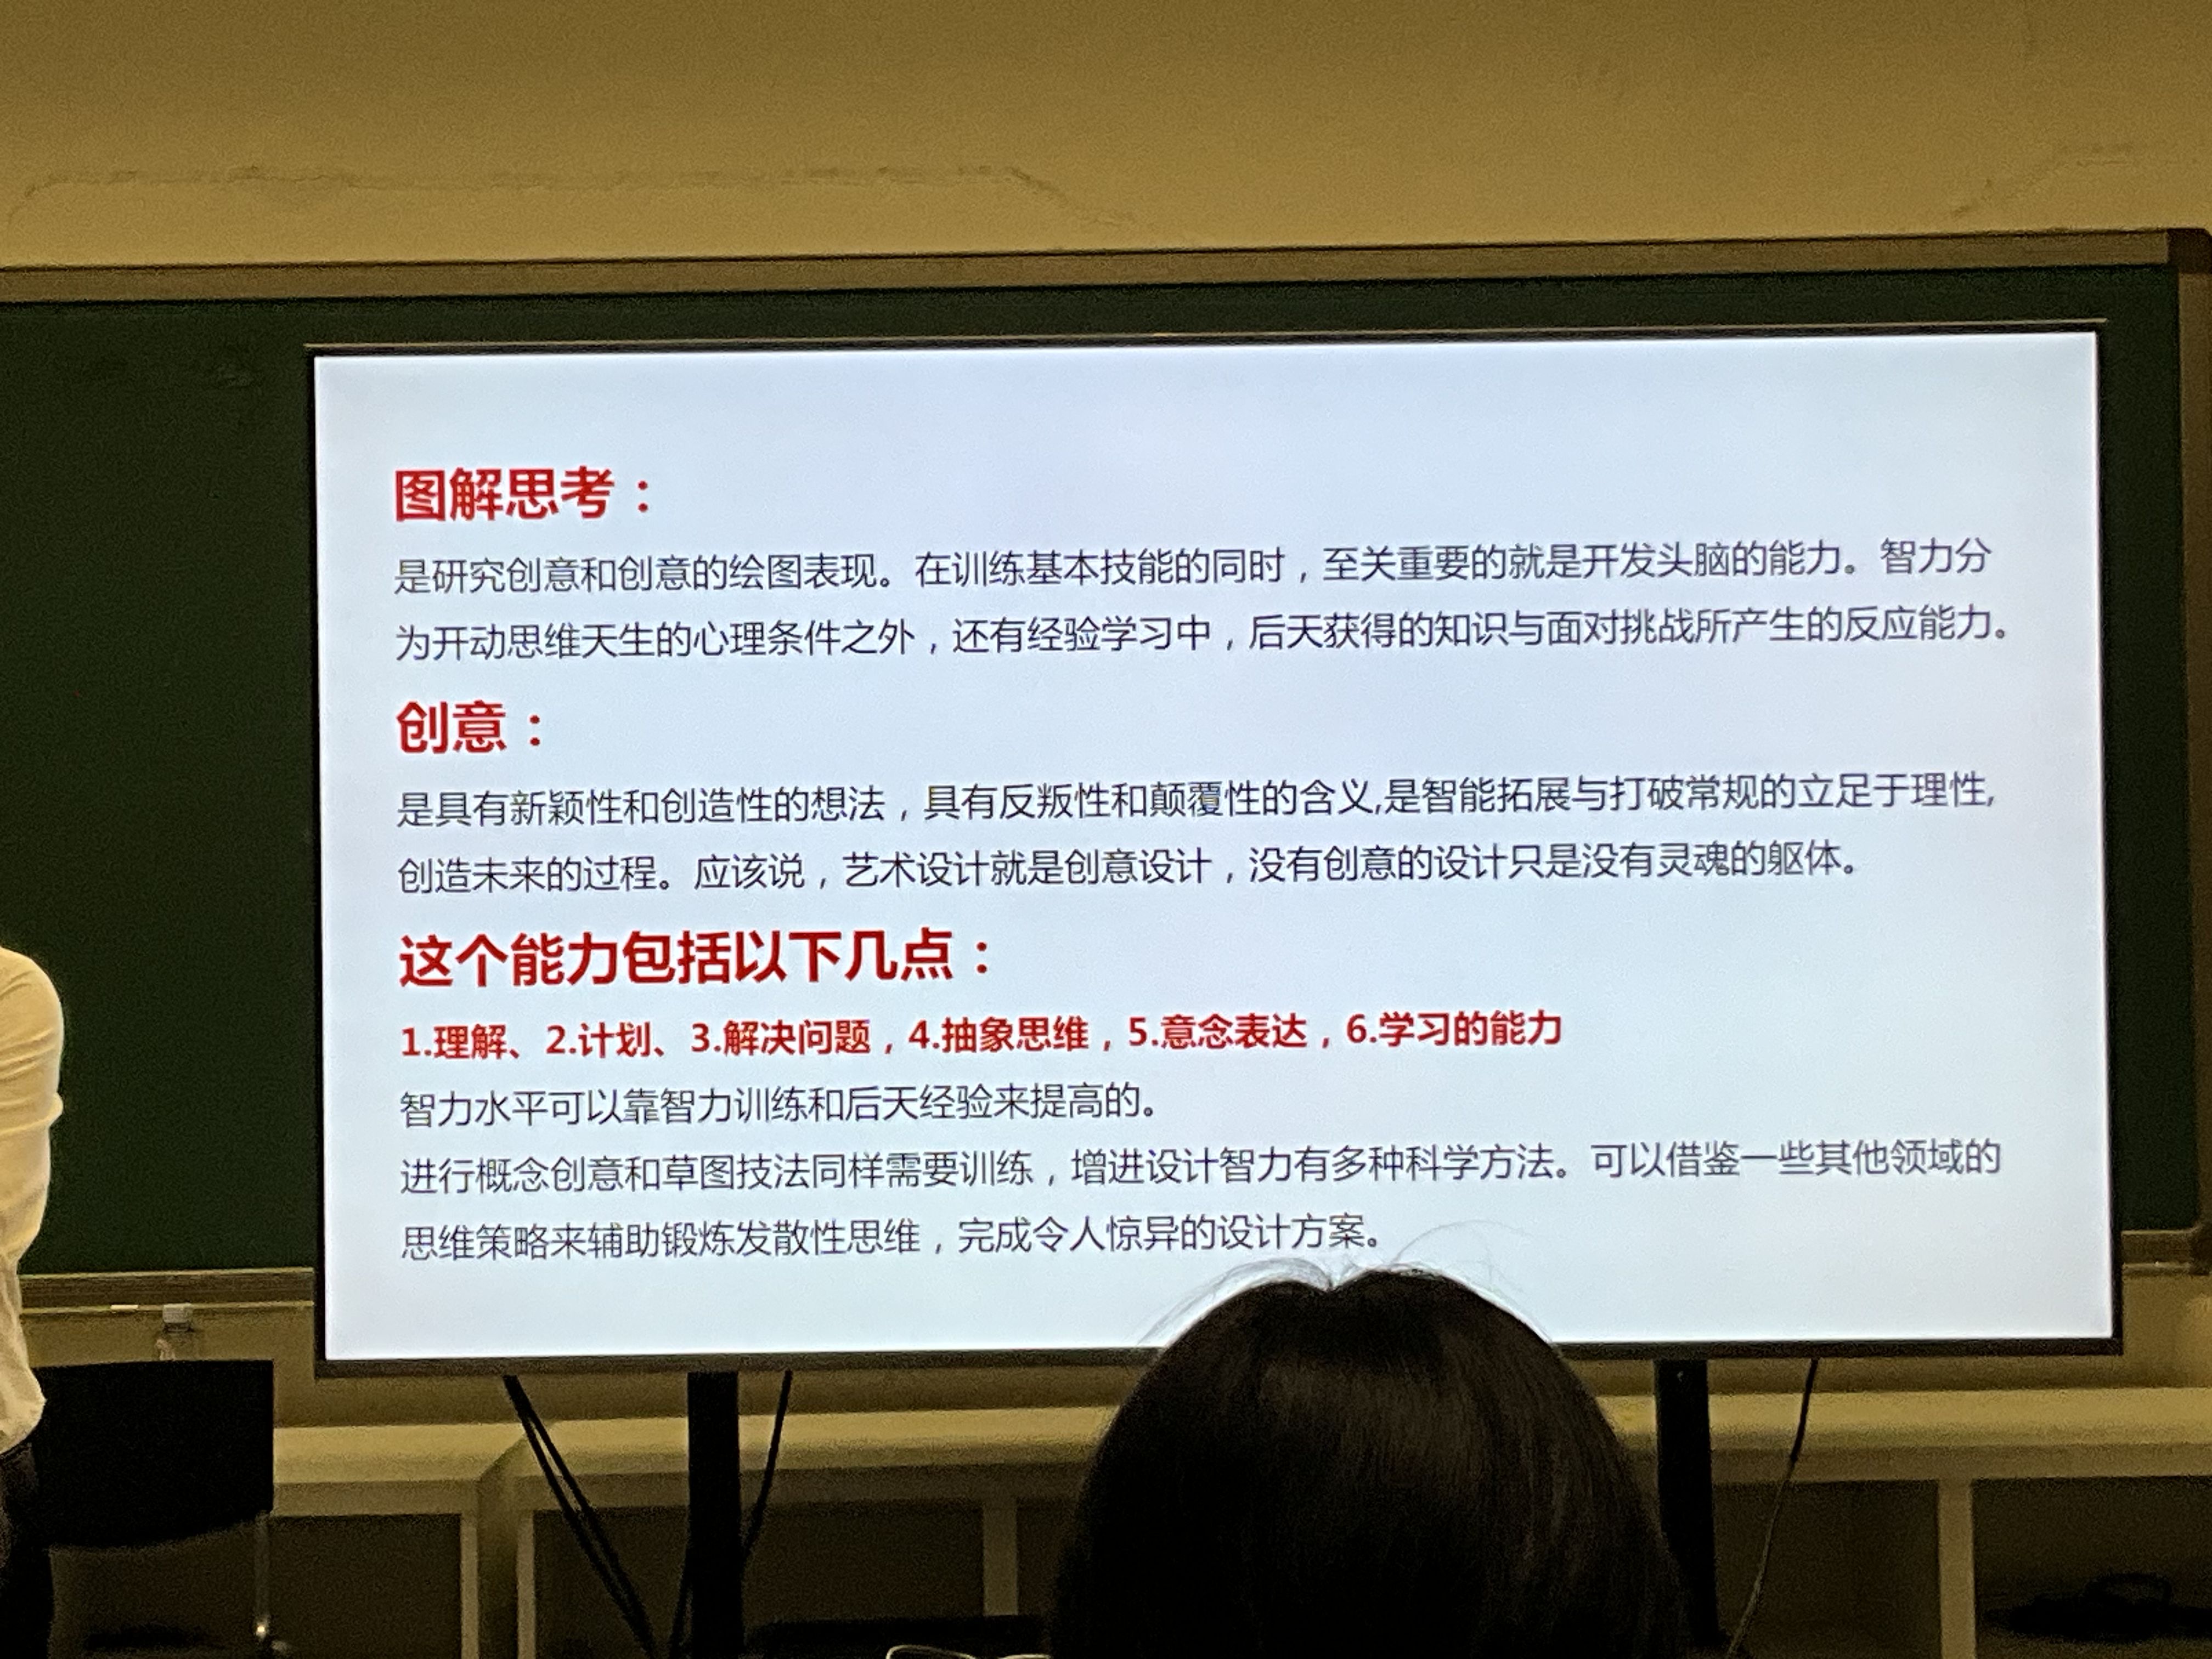 图解思考：
是研究创意和创意的绘图表现。在训练基本技能的同时，至关重要的就是开发头脑的能力。智力分
为开动思维天生的心理条件之外，还有经验学习中，后天获得的知识与面对挑战所产生的反应能力。
创意：
是具有新颖性和创造性的想法，具有反叛性和颠覆性的含义,是智能拓展与打破常规的立足于理性,
创造未来的过程。应该说，艺术设计就是创意设计，没有创意的设计只是没有灵魂的躯体。
这个能力包括以下几点：
1.理解、2.计划、3.解决问题，4.抽象思维，5.意念表达，6.学习的能力
智力水平可以靠智力训练和后天经验来提高的。
进行概念创意和草图技法同样需要训练，增进设计智力有多种科学方法。可以借鉴一些其他领域的
思维策略来辅助锻炼发散性思维，完成令人惊异的设计方案。